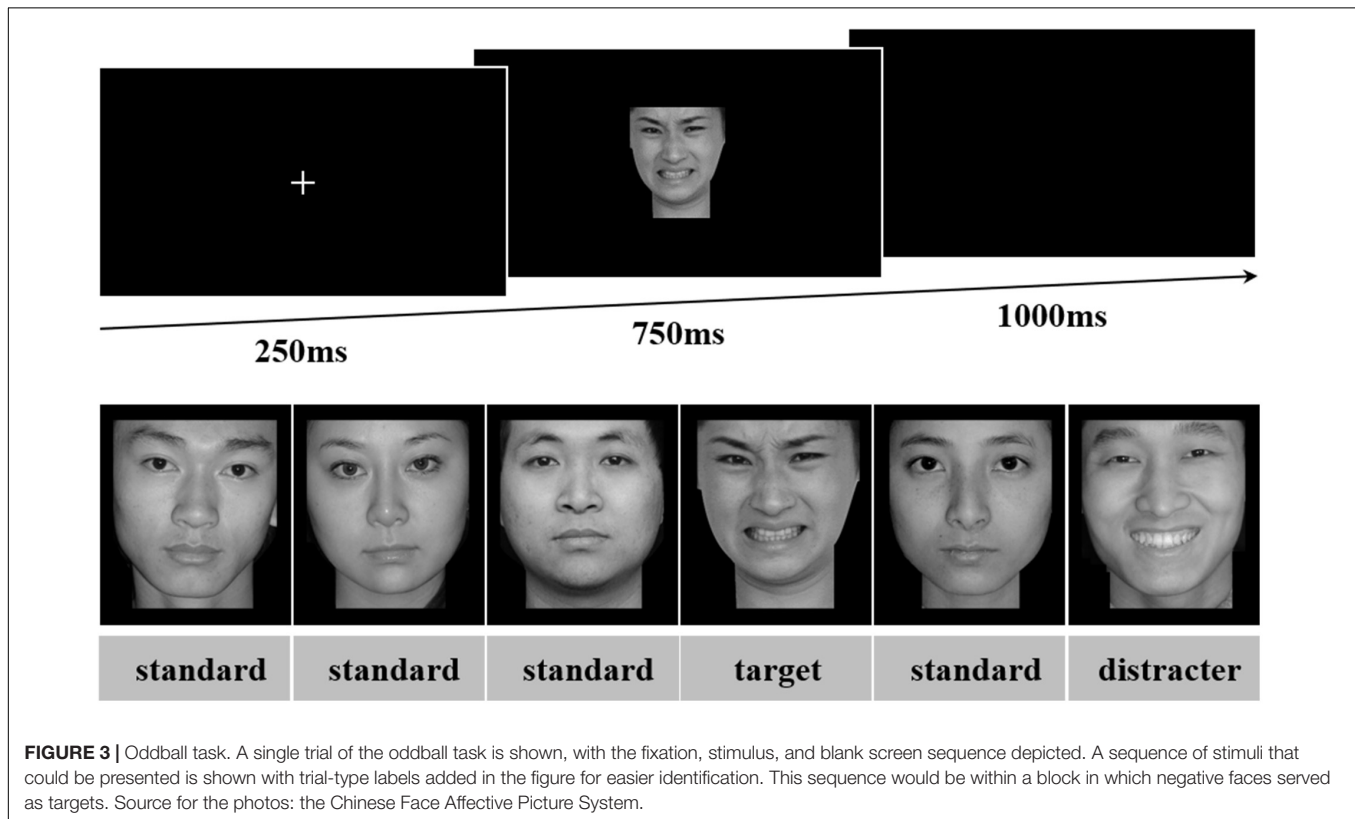 250ms
750ms
1000ms
standard
standard
standard
target
standard
distracter
FIGURE 3 | Oddball task. A single trial of the oddball task is shown, with the fixation, stimulus, and blank screen sequence depicted. A sequence of stimuli that
could be presented is shown with trial-type labels added in the figure for easier identification. This sequence would be within a block in which negative faces served
as targets. Source for the photos: the Chinese Face Affective Picture System.